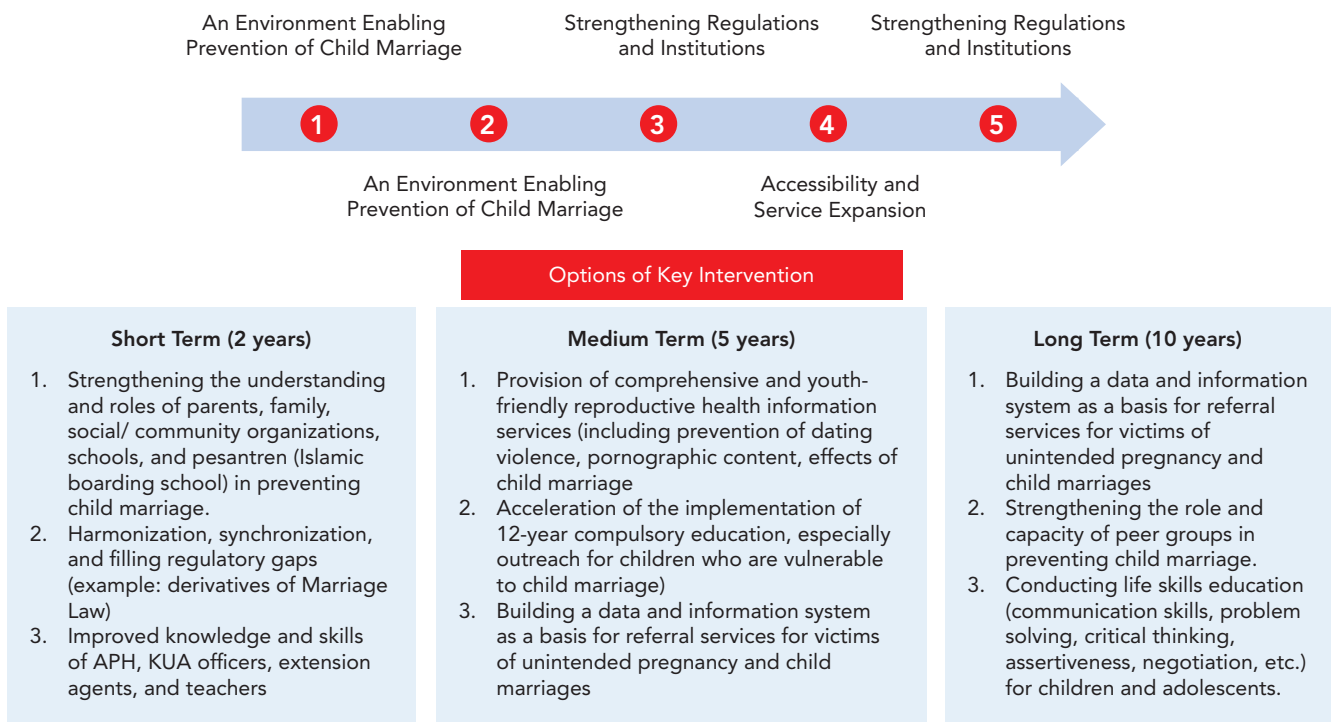 An Environment Enabling
Prevention of Child Marriage
Strengthening Regulations
and Institutions
Strengthening Regulations
and Institutions
1
2
3
4
5
An Environment Enabling
Prevention of Child Marriage
Accessibility and
Service Expansion
Options of Key Intervention
Short Term (2 years)
1. Strengthening the understanding
and roles of parents, family,
social/ community organizations,
schools, and pesantren (Islamic
boarding school) in preventing
child marriage.
2. Harmonization, synchronization,
and filling regulatory gaps
(example: derivatives of Marriage
Law)
3. Improved knowledge and skills
of APH, KUA officers, extension
agents, and teachers
Medium Term (5 years)
1. Provision of comprehensive and youth-
friendly reproductive health information
services (including prevention of dating
violence, pornographic content, effects of
child marriage
2. Acceleration of the implementation of
12-year compulsory education, especially
outreach for children who are vulnerable
to child marriage)
3. Building a data and information system
as a basis for referral services for victims
of unintended pregnancy and child
marriages
Long Term (10 years)
1. Building a data and information
system as a basis for referral
services for victims of
unintended pregnancy and
child marriages
2. Strengthening the role and
capacity of peer groups in
preventing child marriage.
3. Conducting life skills education
(communication skills, problem
solving, critical thinking,
assertiveness, negotiation, etc.)
for children and adolescents.